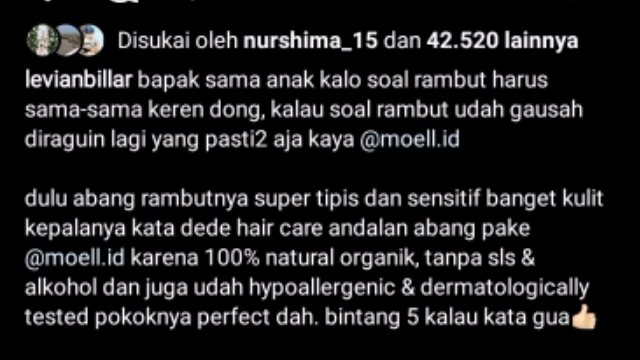 Disukai oleh nurshima_15 dan 42.520 lainnya
levianbillar bapak sama anak kalo soal rambut harus
sama-sama keren dong, kalau soal rambut udah gausah
diraguin lagi yang pasti2 aja kaya @moell.id
dulu abang rambutnya super tipis dan sensitif banget kulit
kepalanya kata dede hair care andalan abang pake
@moell.id karena 100% natural organik, tanpa sls &
alkohol dan juga udah hypoallergenic & dermatologically
tested pokoknya perfect dah. bintang 5 kalau kata gua👍🏻